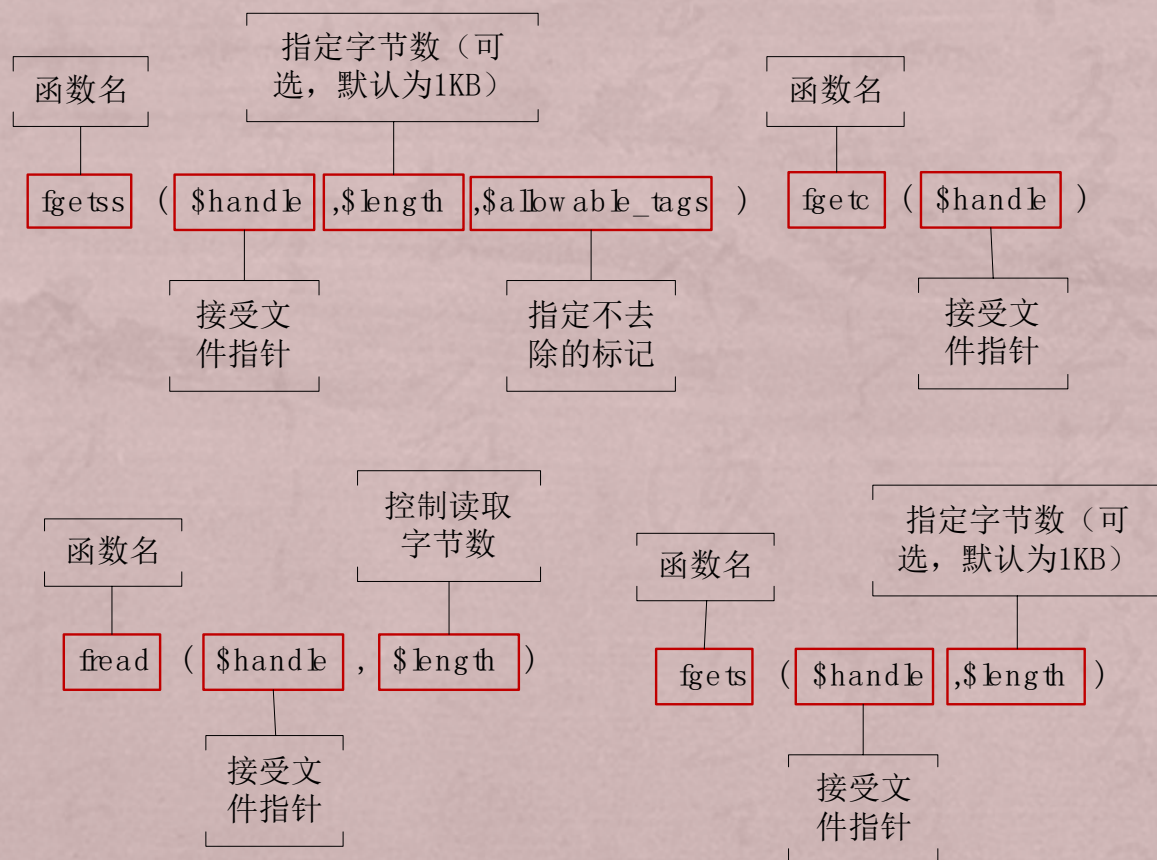 函数名
指定字节数（可
选，默认为1KB）
fgetss ( $handle ,$length ,$allowable_tags )
接受文
件指针
指定不去
除的标记
函数名
fgetc ( $handle )
接受文
件指针
函数名
控制读取
字节数
fread ( $handle , $length )
接受文
件指针
函数名
指定字节数（可
选，默认为1KB）
fgets ( $handle ,$length )
接受文
件指针